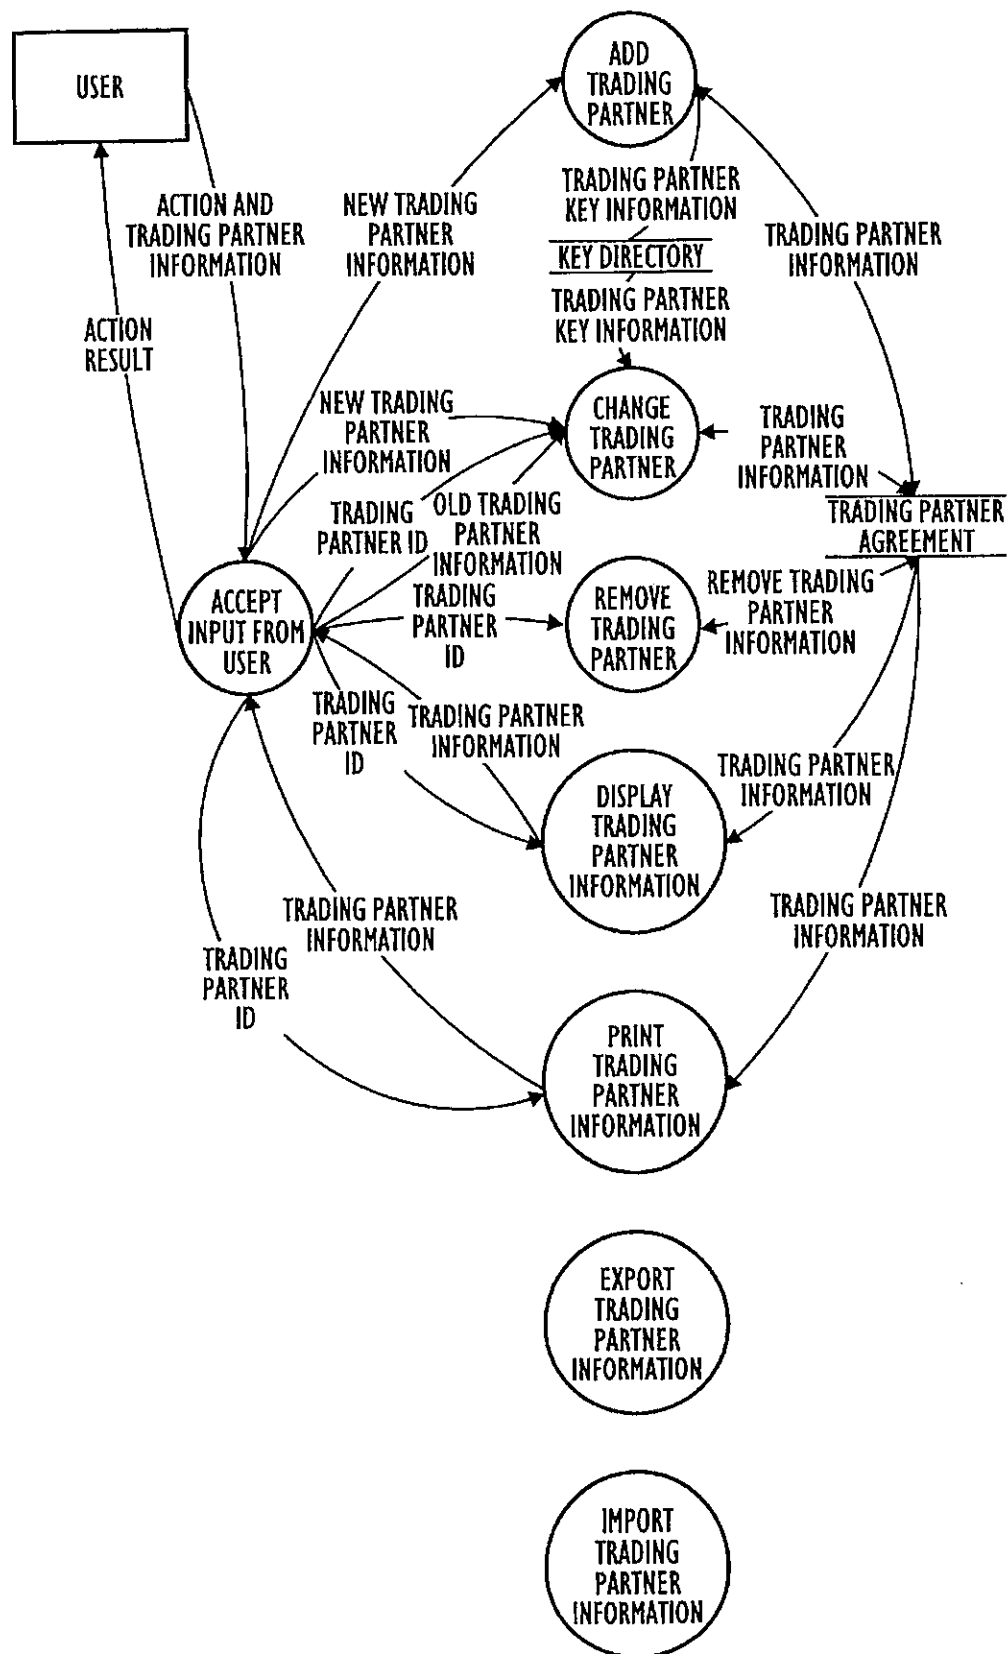 USER
ADD
TRADING
PARTNER
ACTION AND
TRADING PARTNER
INFORMATION
NEW TRADING
PARTNER
INFORMATION
TRADING PARTNER
KEY INFORMATION
KEY DIRECTORY
TRADING PARTNER
KEY INFORMATION
TRADING PARTNER
INFORMATION
ACTION
RESULT
NEW TRADING
PARTNER
INFORMATION
CHANGE
TRADING
PARTNER
TRADING
PARTNER
INFORMATION
TRADING
PARTNER ID
OLD TRADING
PARTNER
INFORMATION
TRADING PARTNER
AGREEMENT
ACCEPT
INPUT FROM
USER
TRADING
PARTNER
ID
REMOVE
TRADING
PARTNER
REMOVE TRADING
PARTNER
INFORMATION
TRADING
PARTNER
ID
TRADING PARTNER
INFORMATION
DISPLAY
TRADING
PARTNER
INFORMATION
TRADING PARTNER
INFORMATION
TRADING PARTNER
INFORMATION
TRADING PARTNER
INFORMATION
TRADING
PARTNER
ID
PRINT
TRADING
PARTNER
INFORMATION
EXPORT
TRADING
PARTNER
INFORMATION
IMPORT
TRADING
PARTNER
INFORMATION